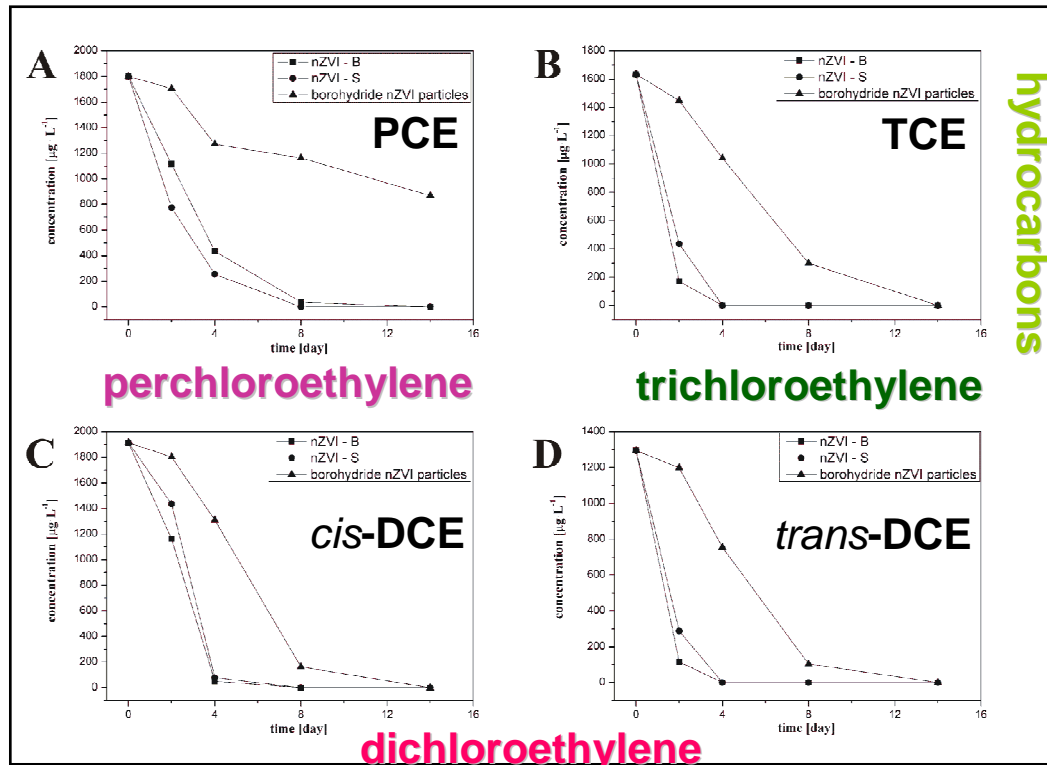 A
nZVI - B
nZVI - S
borohydride nZVI particles
PCE
concentration [µg L⁻¹]
2000
1800
1600
1400
1200
1000
800
600
400
200
0
0 4 8 12 16
time [day]
perchloroethylene
B
nZVI - B
nZVI - S
borohydride nZVI particles
TCE
concentration [µg L⁻¹]
1800
1600
1400
1200
1000
800
600
400
200
0
0 4 8 12 16
time [day]
trichloroethylene
hydrocarbons
C
nZVI - B
nZVI - S
borohydride nZVI particles
cis-DCE
concentration [µg L⁻¹]
2000
1800
1600
1400
1200
1000
800
600
400
200
0
0 4 8 12 16
time [day]
D
nZVI - B
nZVI - S
borohydride nZVI particles
trans-DCE
concentration [µg L⁻¹]
1400
1200
1000
800
600
400
200
0
0 4 8 12 16
time [day]
dichloroethylene